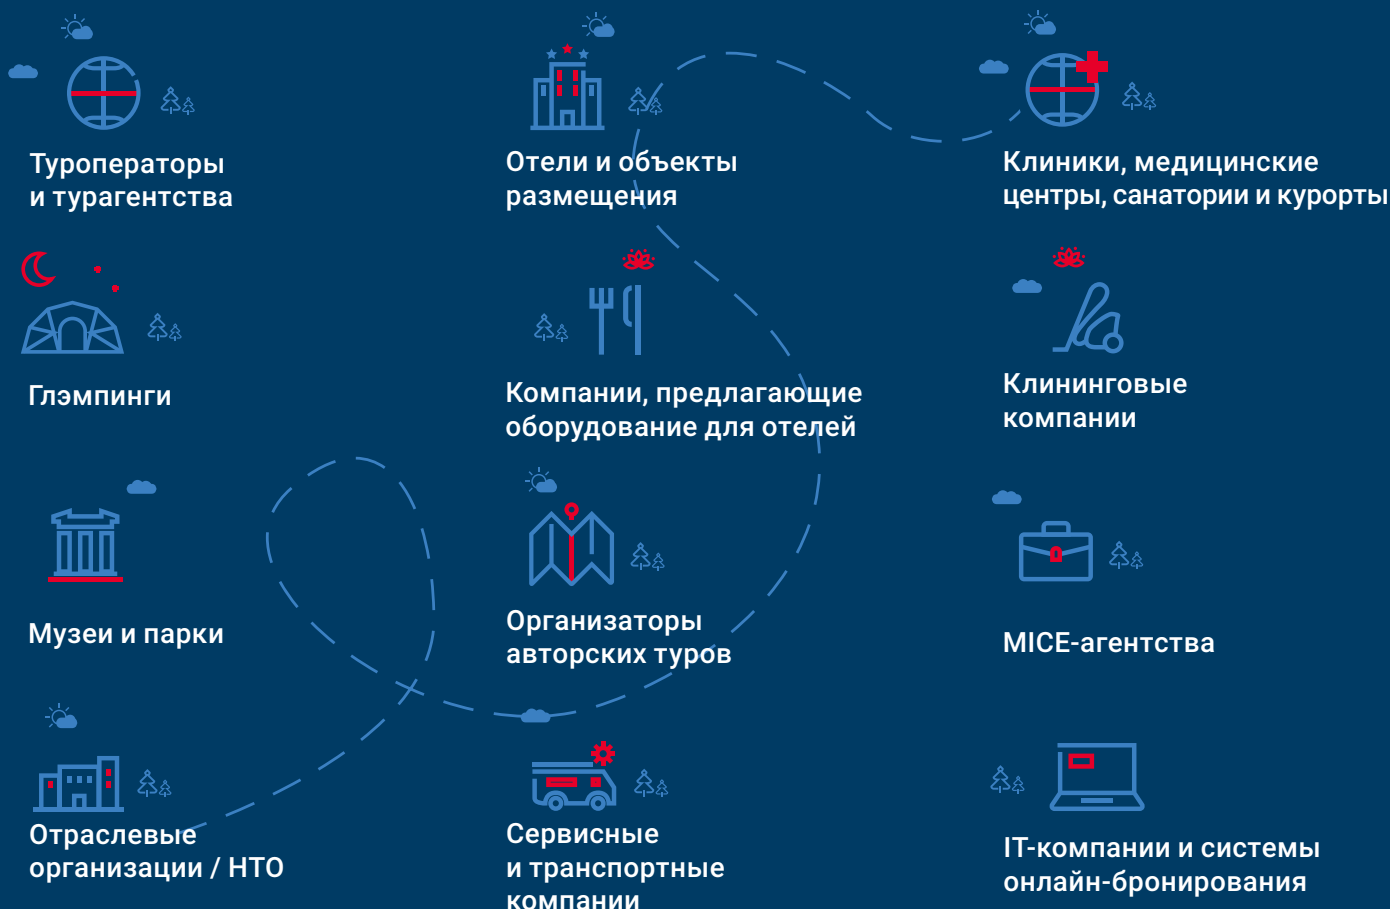 Туроператоры
и турагентства
Отели и объекты
размещения
Клиники, медицинские
центры, санатории и курорты
Глэмпинги
Компании, предлагающие
оборудование для отелей
Клининговые
компании
Музеи и парки
Организаторы
авторских туров
MICE-агентства
Отраслевые
организации / НТО
Сервисные
и транспортные
компании
IT-компании и системы
онлайн-бронирования